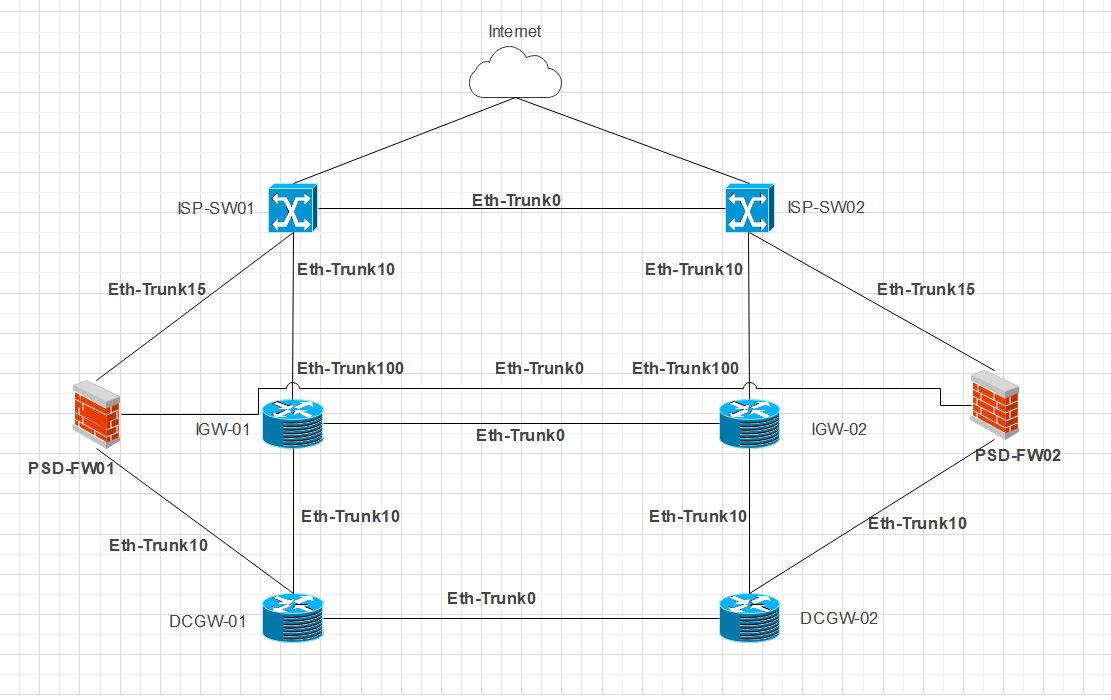 Internet
ISP-SW01
Eth-Trunk0
ISP-SW02
Eth-Trunk10
Eth-Trunk10
Eth-Trunk15
Eth-Trunk15
Eth-Trunk100
Eth-Trunk0
Eth-Trunk100
IGW-01
Eth-Trunk0
IGW-02
PSD-FW01
PSD-FW02
Eth-Trunk10
Eth-Trunk10
Eth-Trunk10
Eth-Trunk10
Eth-Trunk0
DCGW-01
DCGW-02